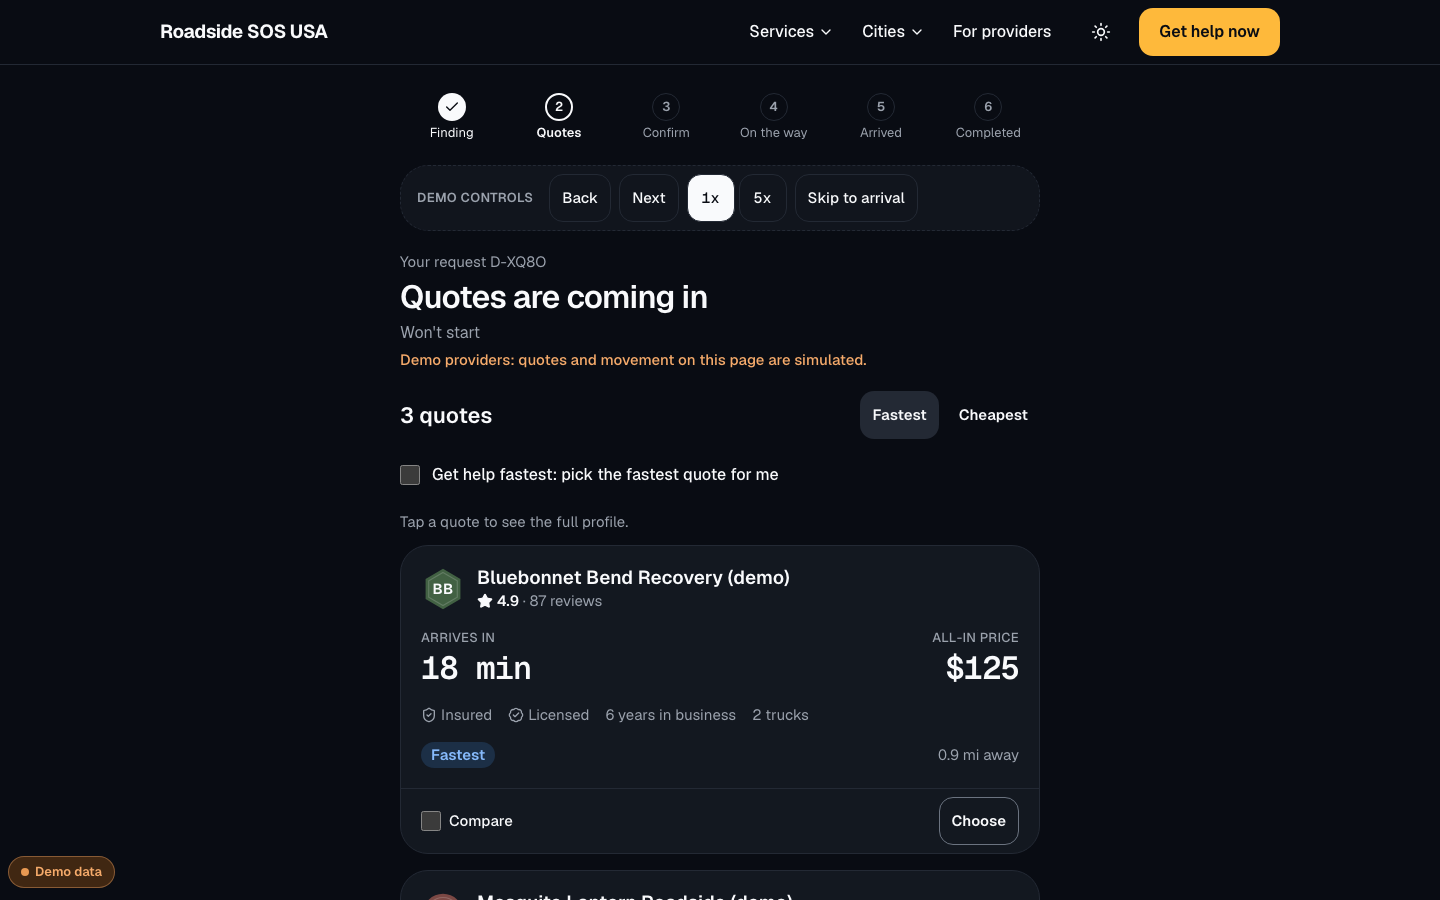 Roadside SOS USA
Services
Cities
For providers
Get help now
Finding
2
Quotes
3
Confirm
4
On the way
5
Arrived
6
Completed
DEMO CONTROLS
Back
Next
1x
5x
Skip to arrival
Your request D-XQ8O
Quotes are coming in
Won't start
Demo providers: quotes and movement on this page are simulated.
3 quotes
Fastest
Cheapest
Get help fastest: pick the fastest quote for me
Tap a quote to see the full profile.
BB
Bluebonnet Bend Recovery (demo)
4.9 · 87 reviews
ARRIVES IN
ALL-IN PRICE
18 min
$125
Insured
Licensed
6 years in business
2 trucks
Fastest
0.9 mi away
Compare
Choose
Demo data
Mosquito Lantern Roadside (demo)